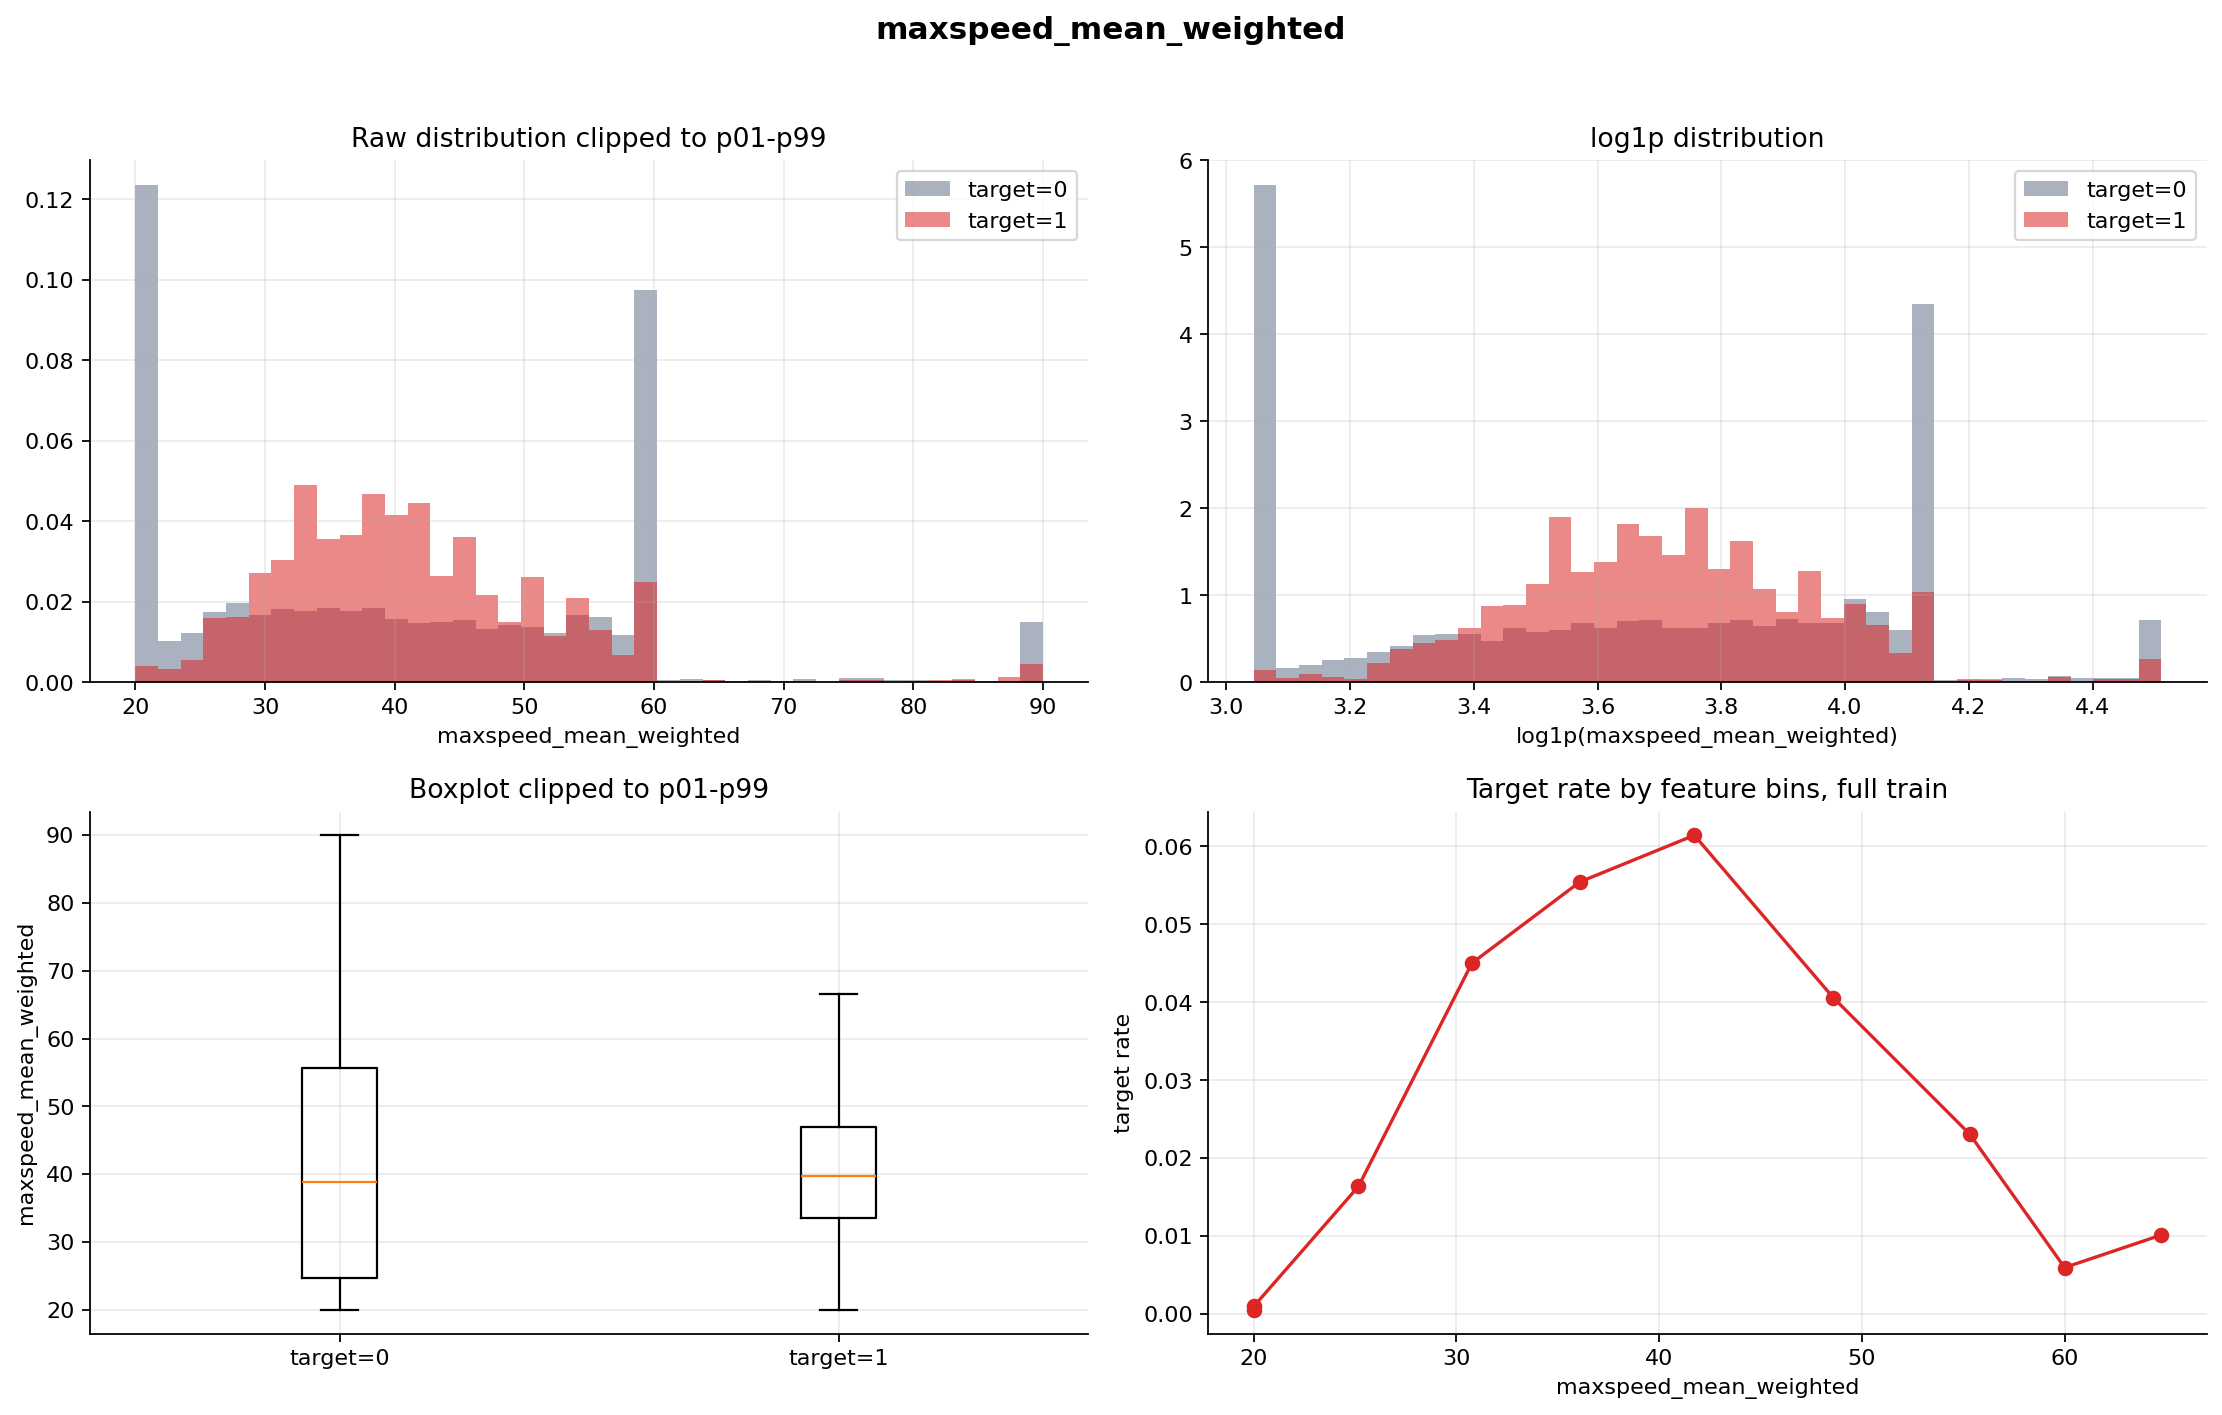 maxspeed_mean_weighted
Raw distribution clipped to p01-p99
0.12
0.10
0.08
0.06
0.04
0.02
0.00
target=0
target=1
20 30 40 50 60 70 80 90
maxspeed_mean_weighted
log1p distribution
6
5
4
3
2
1
0
target=0
target=1
3.0 3.2 3.4 3.6 3.8 4.0 4.2 4.4
log1p(maxspeed_mean_weighted)
Boxplot clipped to p01-p99
maxspeed_mean_weighted
90
80
70
60
50
40
30
20
target=0 target=1
Target rate by feature bins, full train
target rate
0.06
0.05
0.04
0.03
0.02
0.01
0.00
20 30 40 50 60
maxspeed_mean_weighted